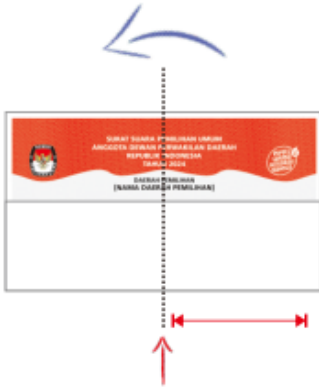 SURAT SUARA PEMILIHAN UMUM
ANGGOTA DEWAN PERWAKILAN DAERAH
REPUBLIK INDONESIA
TAHUN 2024
DAERAH PEMILIHAN
[NAMA DAERAH PEMILIHAN]